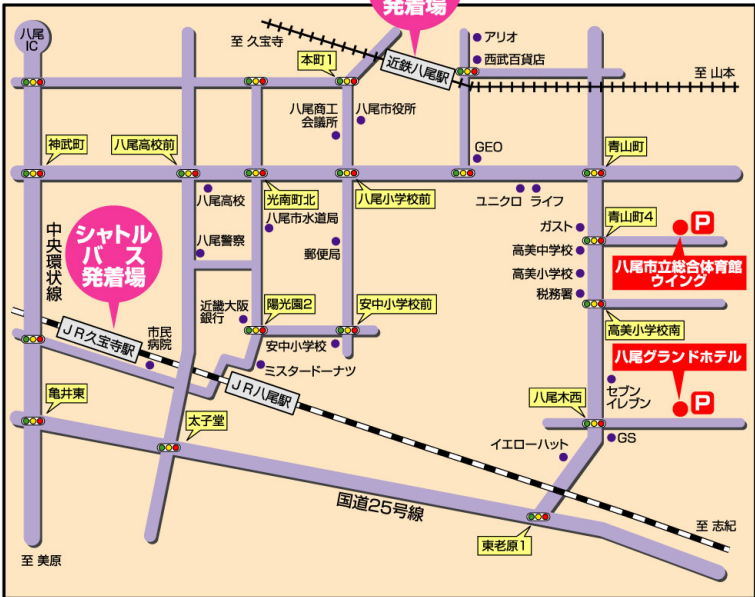 発着場
八尾
IC
至 久宝寺
本町1
近鉄八尾駅
アリオ
西武百貨店
至 山本
八尾商工
会議所
八尾市役所
神武町
八尾高校前
GEO
青山町
八尾高校
光南町北
八尾小学校前
ユニクロ
ライフ
中央環状線
シャトル
バス
発着場
八尾警察
八尾市水道局
郵便局
ガスト
青山町4
P
高美中学校
八尾市立総合体育館
ウイング
高美小学校
税務署
近畿大阪
銀行
陽光園2
安中小学校前
高美小学校南
JR久宝寺駅
市民
病院
安中小学校
ミスタードーナツ
八尾グランドホテル
JR八尾駅
セブン
イレブン
P
亀井東
太子堂
八尾木西
イエローハット
GS
国道25号線
東老原1
至 志紀
至 美原